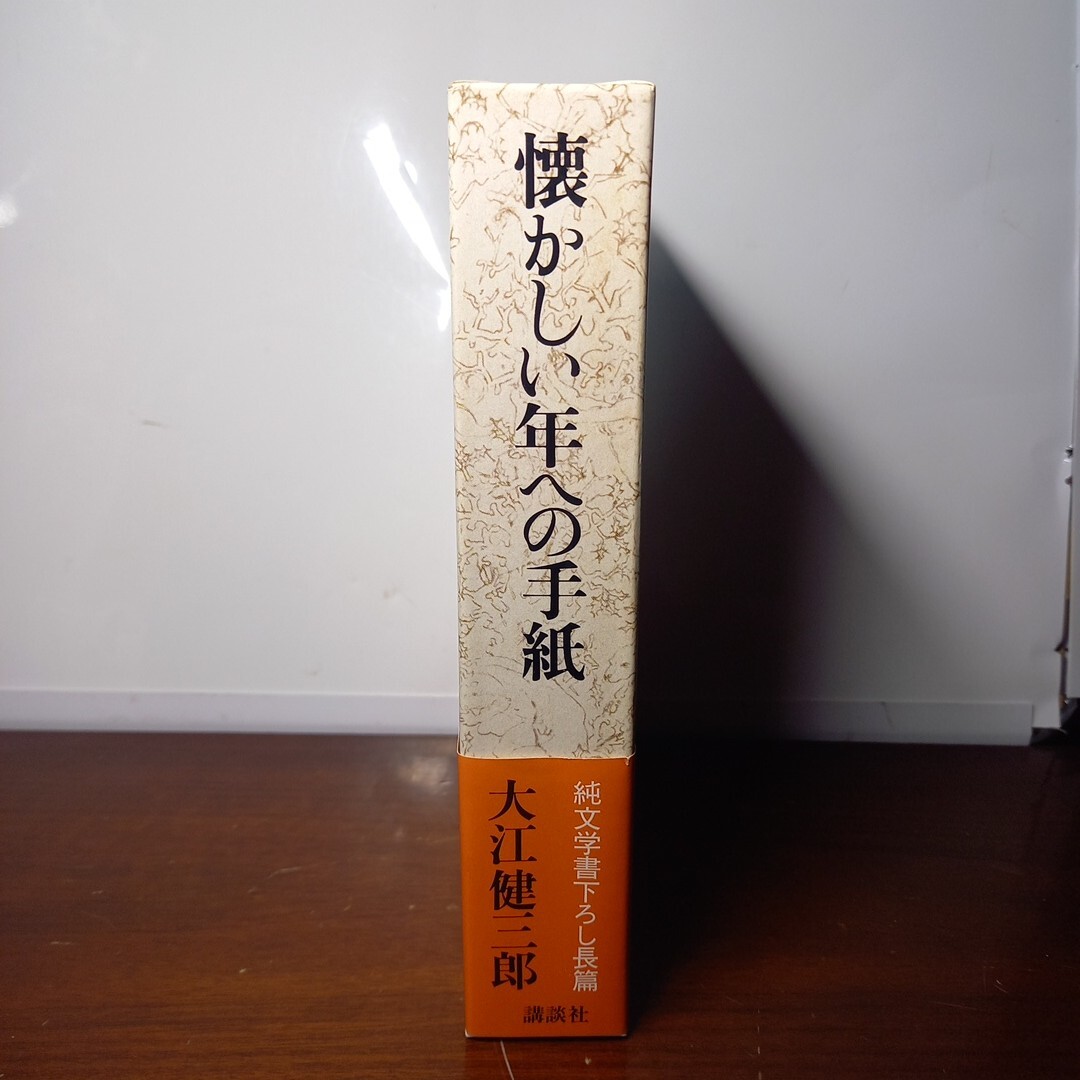 懐かしい年への手紙
純文学書下ろし長篇
大江健三郎
講談社